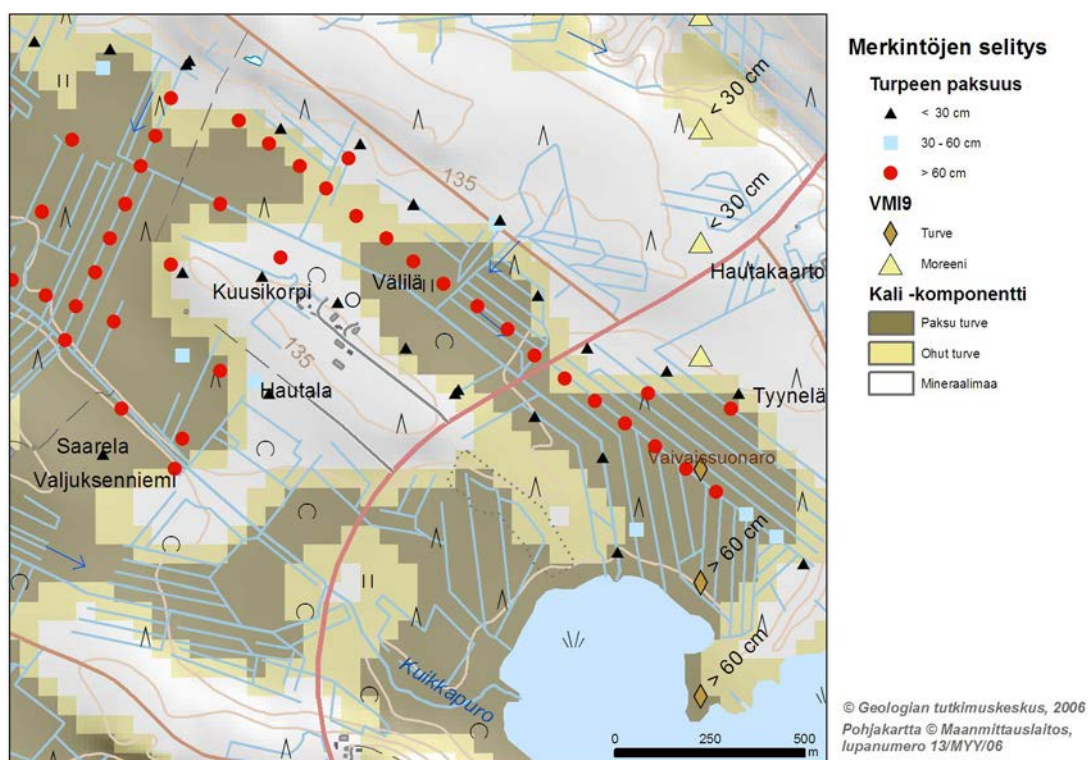 < 30 cm
135
< 30 cm
Hautakaarto
Kuusikorpi
Välilä
135
Hautala
Tyynelä
Saarela
Valjuksenniemi
Vaivaissuonaro
> 60 cm
> 60 cm
Kuikkapuro
0 250 500
m
Merkintöjen selitys
Turpeen paksuus
< 30 cm
30 - 60 cm
> 60 cm
VMI9
Turve
Moreeni
Kali -komponentti
Paksu turve
Ohut turve
Mineraalimaa
© Geologian tutkimuskeskus, 2006
Pohjakartta © Maanmittauslaitos,
lupanumero 13/MYY/06